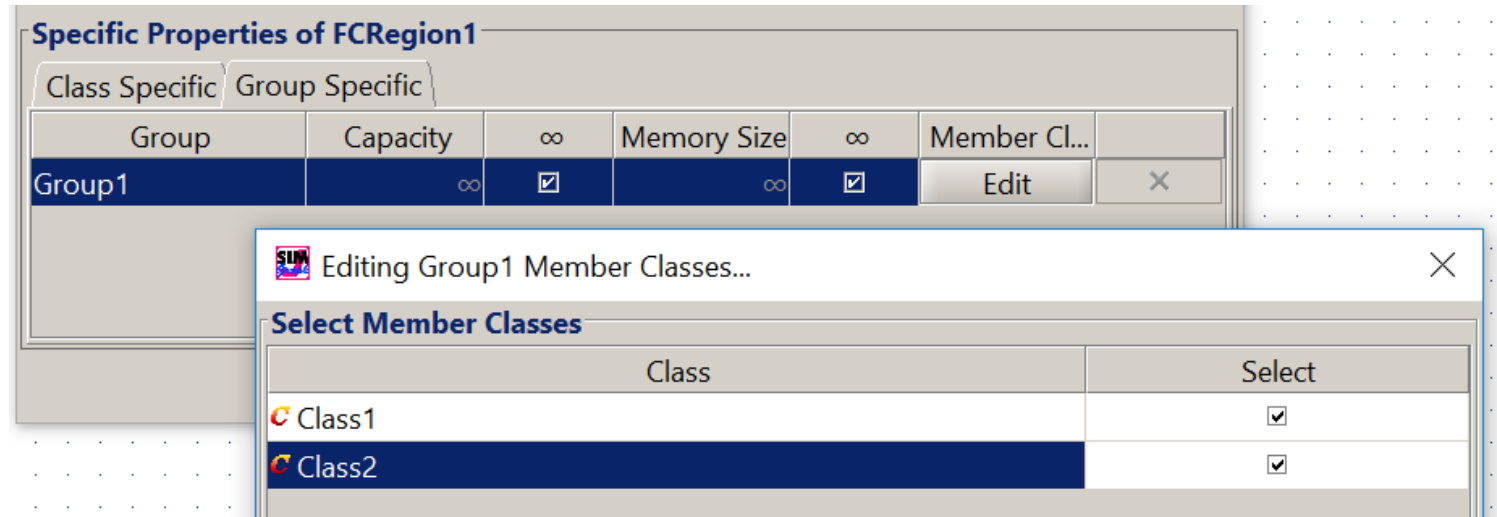 Specific Properties of FCRegion1
Class Specific Group Specific
Group Capacity ∞ Memory Size ∞ Member Cl...
Group1 ∞ ∞ Edit
Editing Group1 Member Classes...
Select Member Classes
Class Select
Class1
Class2